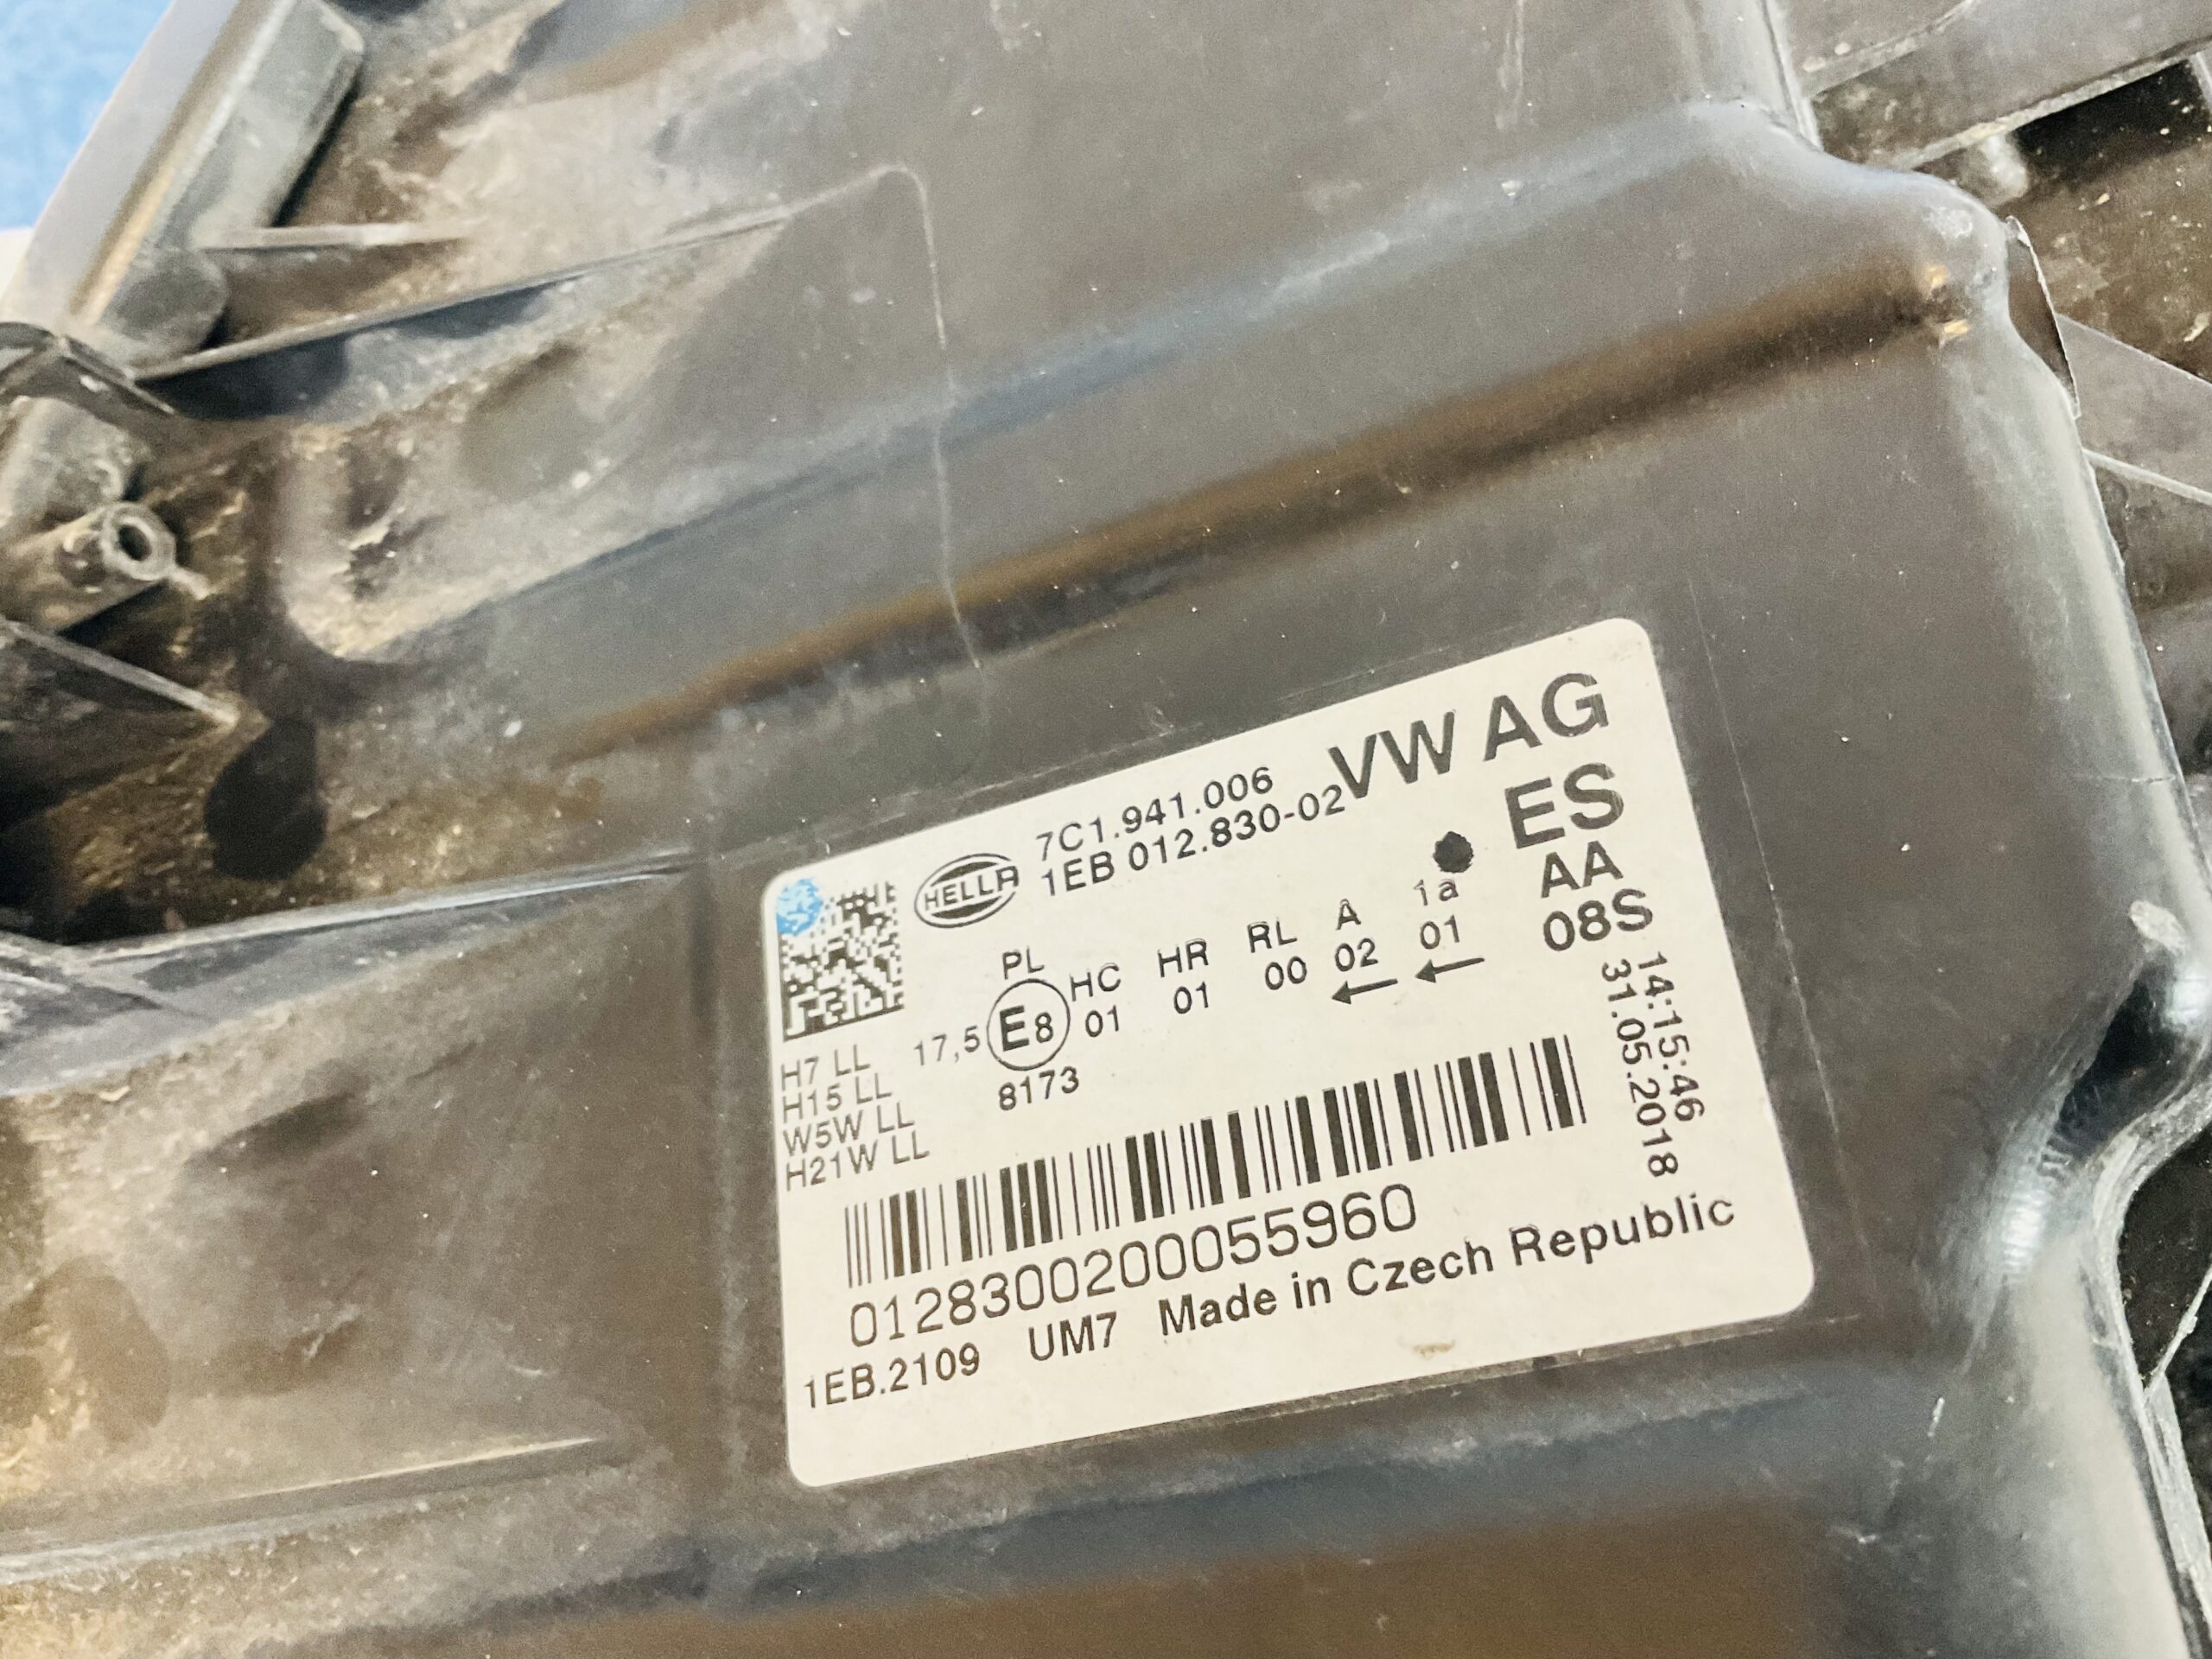 HELLA
7C1.941.006
1EB 012.830-02
VW AG
ES
AA
08S
14:15:46
31.05.2018
PL HC HR RL A 1a
17,5 E8 01 01 00 02 01
8173
H7 LL
H15 LL
W5W LL
H21W LL
012830020005596​0
1EB.2109 UM7 Made in Czech Republic